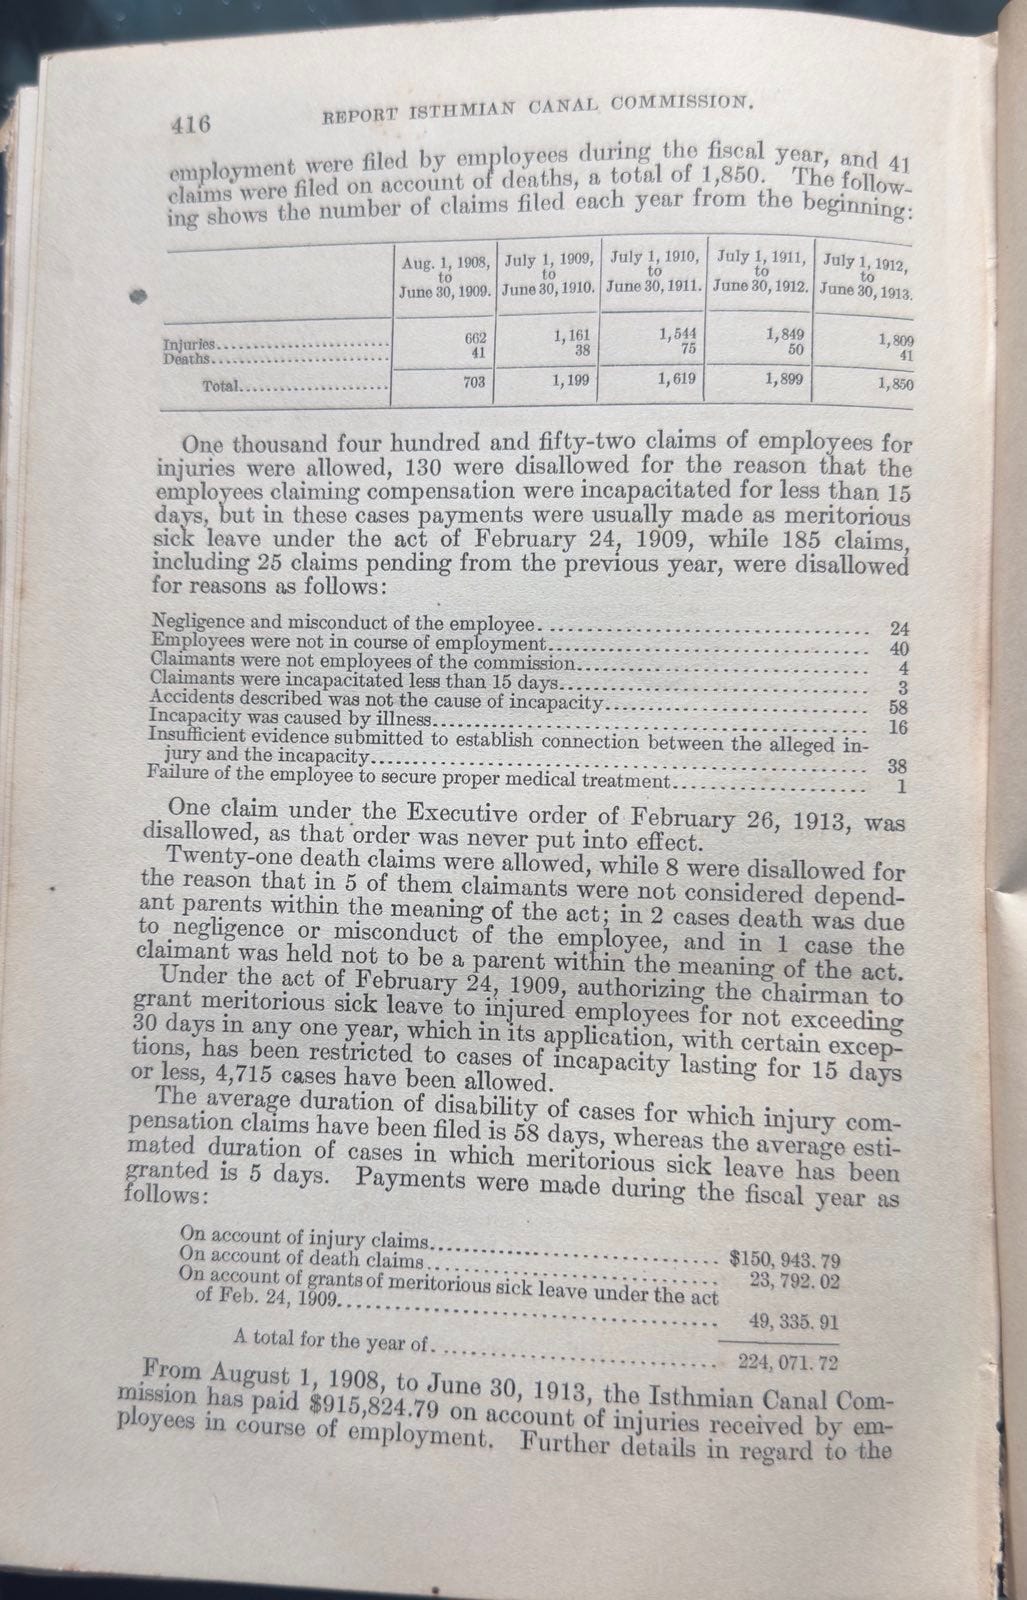 416 REPORT ISTHMIAN CANAL COMMISSION.
employment were filed by employees during the fiscal year, and 41
claims were filed on account of deaths, a total of 1,850. The follow-
ing shows the number of claims filed each year from the beginning:
Aug. 1, 1908, to June 30, 1909. July 1, 1909, to June 30, 1910. July 1, 1910, to June 30, 1911. July 1, 1911, to June 30, 1912. July 1, 1912, to June 30, 1913.
Injuries 662 1,161 1,544 1,849 1,809
Deaths 41 38 75 50 41
Total 703 1,199 1,619 1,899 1,850
One thousand four hundred and fifty-two claims of employees for
injuries were allowed, 130 were disallowed for the reason that the
employees claiming compensation were incapacitated for less than 15
days, but in these cases payments were usually made as meritorious
sick leave under the act of February 24, 1909, while 185 claims,
including 25 claims pending from the previous year, were disallowed
for reasons as follows:
Negligence and misconduct of the employee 24
Employees were not in course of employment 40
Claimants were not employees of the commission 4
Claimants were incapacitated less than 15 days 3
Accidents described was not the cause of incapacity 58
Incapacity was caused by illness 16
Insufficient evidence submitted to establish connection between the alleged in-
jury and the incapacity 38
Failure of the employee to secure proper medical treatment 1
One claim under the Executive order of February 26, 1913, was
disallowed, as that order was never put into effect.
Twenty-one death claims were allowed, while 8 were disallowed for
the reason that in 5 of them claimants were not considered depend-
ant parents within the meaning of the act; in 2 cases death was due
to negligence or misconduct of the employee, and in 1 case the
claimant was held not to be a parent within the meaning of the act.
Under the act of February 24, 1909, authorizing the chairman to
grant meritorious sick leave to injured employees for not exceeding
30 days in any one year, which in its application, with certain excep-
tions, has been restricted to cases of incapacity lasting for 15 days
or less, 4,715 cases have been allowed.
The average duration of disability of cases for which injury com-
pensation claims have been filed is 58 days, whereas the average esti-
mated duration of cases in which meritorious sick leave has been
granted is 5 days. Payments were made during the fiscal year as
follows:
On account of injury claims $150,943.79
On account of death claims 23,792.02
On account of grants of meritorious sick leave under the act
of Feb. 24, 1909 49,335.91
A total for the year of 224,071.72
From August 1, 1908, to June 30, 1913, the Isthmian Canal Com-
mission has paid $915,824.79 on account of injuries received by em-
ployees in course of employment. Further details in regard to the